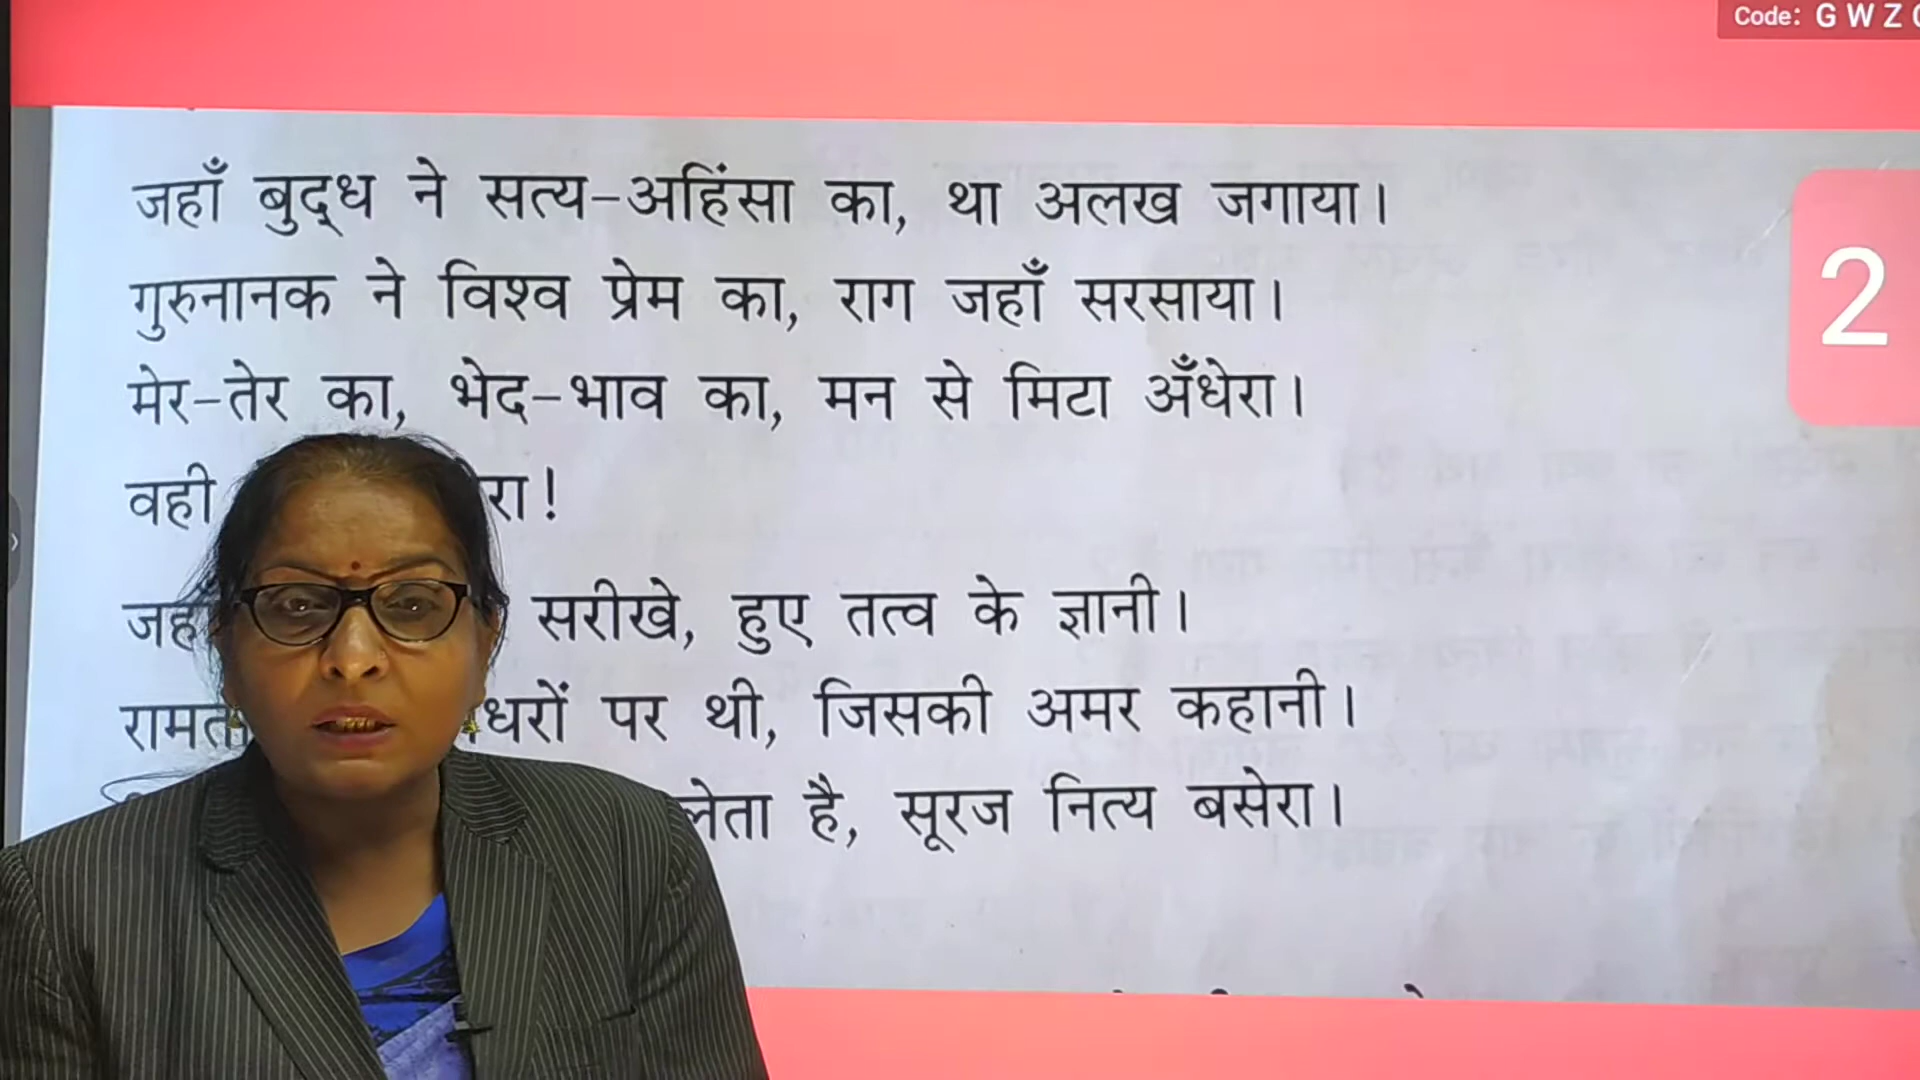 Code: G W Z
जहाँ बुद्ध ने सत्य-अहिंसा का, था अलख जगाया।
गुरुनानक ने विश्व प्रेम का, राग जहाँ सरसाया।
मेर-तेर का, भेद-भाव का, मन से मिटा अँधेरा।
वही
सरीखे, हुए तत्व के ज्ञानी।
पर थी, जिसकी अमर कहानी।
लेता है, सूरज नित्य बसेरा।
2